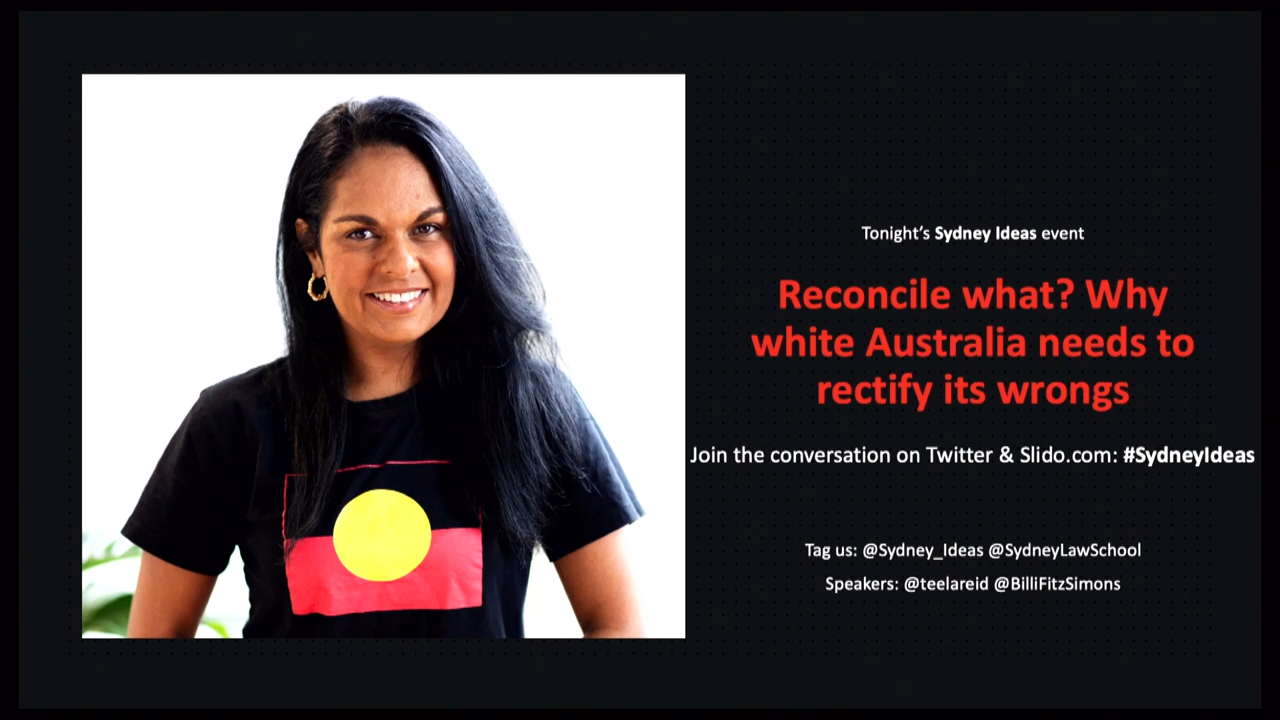 Tonight's Sydney Ideas event
Reconcile what? Why
white Australia needs to
rectify its wrongs
Join the conversation on Twitter & Slido.com: #SydneyIdeas
Tag us: @Sydney_Ideas @SydneyLawSchool
Speakers: @teelareid @BilliFitzSimons